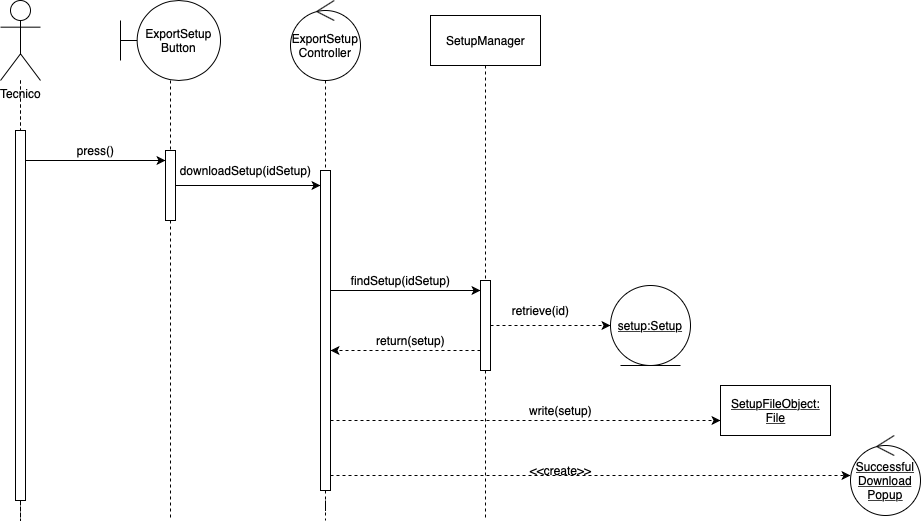 ExportSetup
Button
ExportSetup
Controller
SetupManager
Tecnico
press()
downloadSetup(idSetup)
findSetup(idSetup)
retrieve(id)
setup:Setup
return(setup)
write(setup)
SetupFileObject:
File
<<create>>
Successful
Download
Popup